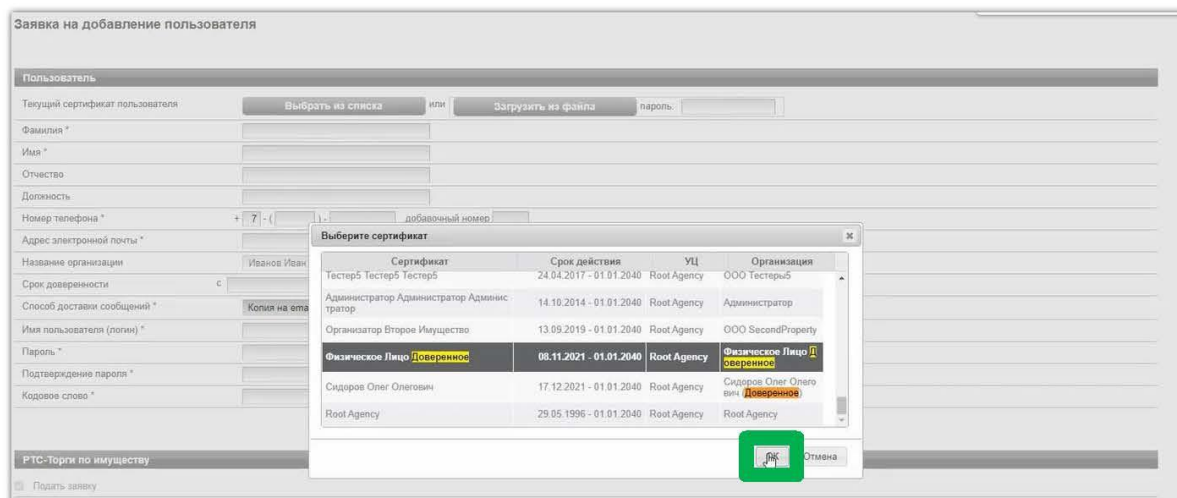 Заявка на добавление пользователя
Пользователь
Текущий сертификат пользователя Выбрать из списка или Загрузить из файла пароль:
Фамилия *
Имя *
Отчество
Должность
Номер телефона * + 7 - ( ) - добавочный номер
Адрес электронной почты *
Название организации Иванов Иван
Срок доверенности с
Способ доставки сообщений * Копия на ema
Имя пользователя (логин) *
Пароль *
Подтверждение пароля *
Кодовое слово *
РТС-Торги по имуществу
Подать заявку
Выберите сертификат
Сертификат Срок действия УЦ Организация
Тестер5 Тестер5 Тестер5 24.04.2017 - 01.01.2040 Root Agency ООО Тестеры5
Администратор Администратор Админис 14.10.2014 - 01.01.2040 Root Agency Администратор
тратор
Организатор Второе Имущество 13.09.2019 - 01.01.2040 Root Agency ООО SecondProperty
Физическое Лицо Доверенное 08.11.2021 - 01.01.2040 Root Agency Физическое Лицо Д
оверенное
Сидоров Олег Олегович 17.12.2021 - 01.01.2040 Root Agency Сидоров Олег Олего
вич (Доверенное)
Root Agency 29.05.1996 - 01.01.2040 Root Agency Root Agency
ОК Отмена